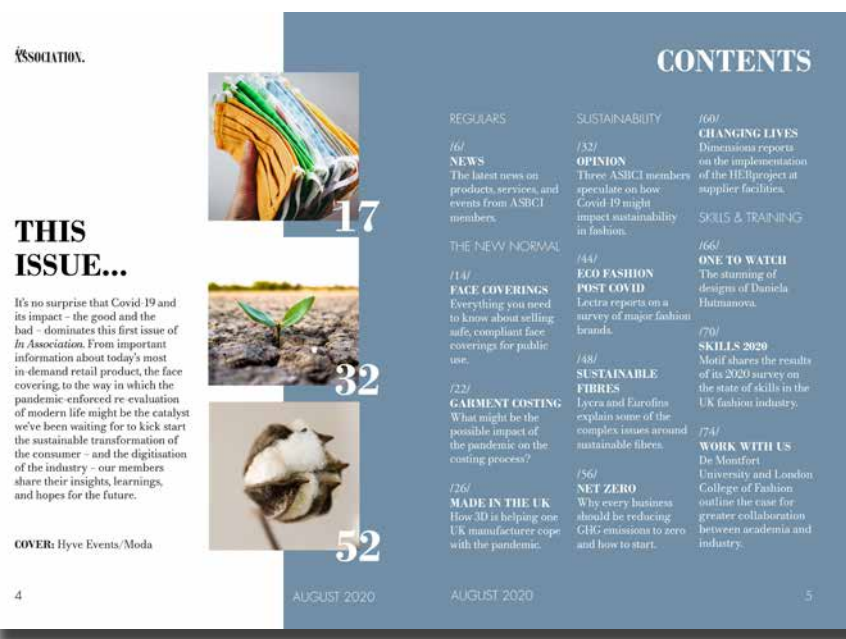 in
ASSOCIATION.
THIS
ISSUE...
It's no surprise that Covid-19 and
its impact – the good and the
bad – dominates this first issue of
In Association. From important
information about today's most
in-demand retail product, the face
covering, to the way in which the
pandemic-enforced re-evaluation
of modern life might be the catalyst
we've been waiting for to kick start
the sustainable transformation of
the consumer – and the digitisation
of the industry – our members
share their insights, learnings,
and hopes for the future.
COVER: Hyve Events/Moda
4
17
32
52
AUGUST 2020
CONTENTS
REGULARS
/6/
NEWS
The latest news on
products, services, and
events from ASBCI
members.
THE NEW NORMAL
/14/
FACE COVERINGS
Everything you need
to know about selling
safe, compliant face
coverings for public
use.
/22/
GARMENT COSTING
What might be the
possible impact of
the pandemic on the
costing process?
/26/
MADE IN THE UK
How 3D is helping one
UK manufacturer cope
with the pandemic.
SUSTAINABILITY
/32/
OPINION
Three ASBCI members
speculate on how
Covid-19 might
impact sustainability
in fashion.
/44/
ECO FASHION
POST COVID
Lectra reports on a
survey of major fashion
brands.
/48/
SUSTAINABLE
FIBRES
Lycra and Eurofins
explain some of the
complex issues around
sustainable fibres.
/56/
NET ZERO
Why every business
should be reducing
GHG emissions to zero
and how to start.
/60/
CHANGING LIVES
Dimensions reports
on the implementation
of the HERproject at
supplier facilities.
SKILLS & TRAINING
/66/
ONE TO WATCH
The stunning of
designs of Daniela
Hutmanova.
/70/
SKILLS 2020
Motif shares the results
of its 2020 survey on
the state of skills in the
UK fashion industry.
/74/
WORK WITH US
De Montfort
University and London
College of Fashion
outline the case for
greater collaboration
between academia and
industry.
AUGUST 2020
5